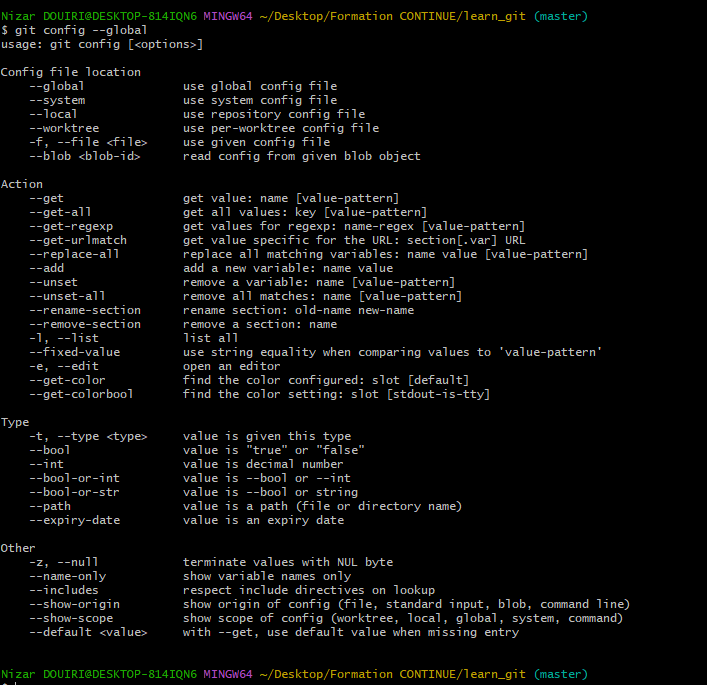 Nizar DOUIRI@DESKTOP-814IQN6 MINGW64 ~/Desktop/Formation CONTINUE/learn_git (master)
$ git config --global
usage: git config [<options>]

Config file location
    --global              use global config file
    --system              use system config file
    --local               use repository config file
    --worktree            use per-worktree config file
    -f, --file <file>     use given config file
    --blob <blob-id>      read config from given blob object

Action
    --get                 get value: name [value-pattern]
    --get-all             get all values: key [value-pattern]
    --get-regexp          get values for regexp: name-regex [value-pattern]
    --get-urlmatch        get value specific for the URL: section[.var] URL
    --replace-all         replace all matching variables: name value [value-pattern]
    --add                 add a new variable: name value
    --unset               remove a variable: name [value-pattern]
    --unset-all           remove all matches: name [value-pattern]
    --rename-section      rename section: old-name new-name
    --remove-section      remove a section: name
    -l, --list            list all
    --fixed-value         use string equality when comparing values to 'value-pattern'
    -e, --edit            open an editor
    --get-color           find the color configured: slot [default]
    --get-colorbool       find the color setting: slot [stdout-is-tty]

Type
    -t, --type <type>     value is given this type
    --bool                value is "true" or "false"
    --int                 value is decimal number
    --bool-or-int         value is --bool or --int
    --bool-or-str         value is --bool or string
    --path                value is a path (file or directory name)
    --expiry-date         value is an expiry date

Other
    -z, --null            terminate values with NUL byte
    --name-only           show variable names only
    --includes            respect include directives on lookup
    --show-origin         show origin of config (file, standard input, blob, command line)
    --show-scope          show scope of config (worktree, local, global, system, command)
    --default <value>     with --get, use default value when missing entry

Nizar DOUIRI@DESKTOP-814IQN6 MINGW64 ~/Desktop/Formation CONTINUE/learn_git (master)